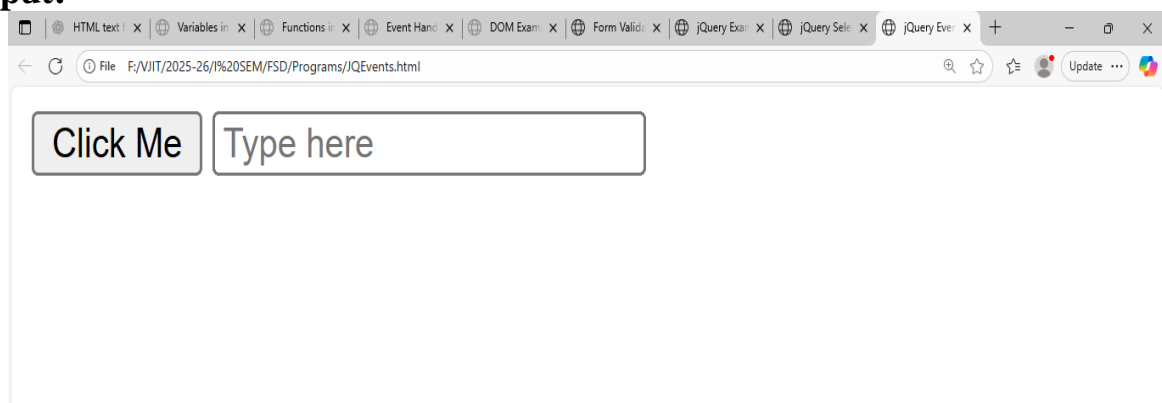 put:
HTML text f Variables in Functions in Event Hand DOM Exam Form Valida jQuery Exan jQuery Sele jQuery Ever
File F:/VJIT/2025-26/I%20SEM/FSD/Programs/JQEvents.html Update
Click Me Type here